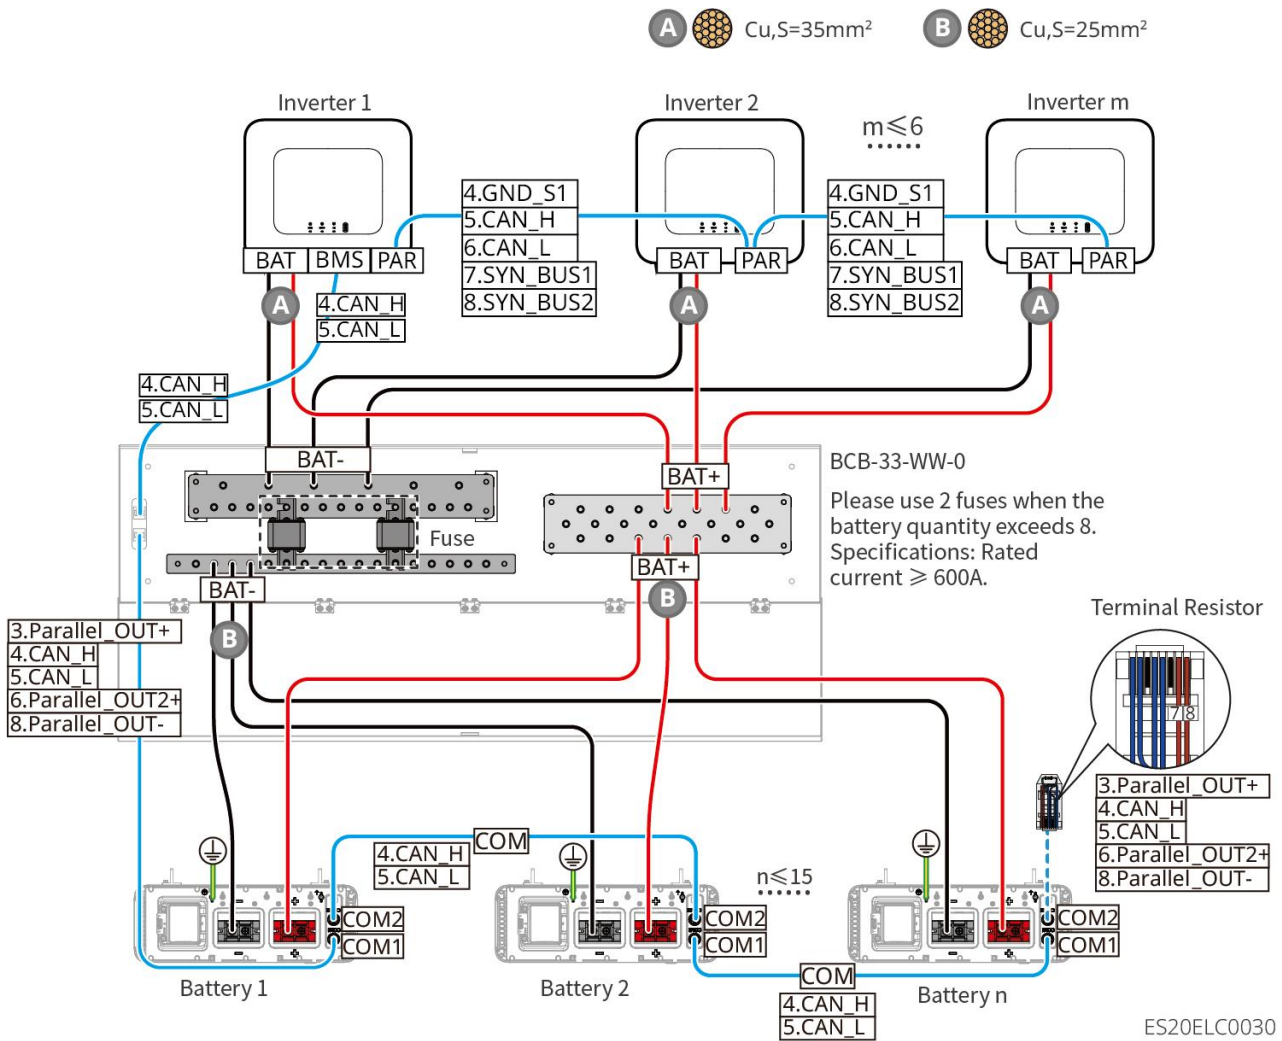 A Cu,S=35mm² B Cu,S=25mm²
Inverter 1
Inverter 2
Inverter m
m≤6
4.GND_S1
5.CAN_H
6.CAN_L
7.SYN_BUS1
8.SYN_BUS2
4.GND_S1
5.CAN_H
6.CAN_L
7.SYN_BUS1
8.SYN_BUS2
BAT BMS PAR
BAT PAR
BAT PAR
A
A
A
4.CAN_H
5.CAN_L
4.CAN_H
5.CAN_L
BAT-
BAT+
BCB-33-WW-0
Please use 2 fuses when the
battery quantity exceeds 8.
Specifications: Rated
current ≥ 600A.
Fuse
BAT-
BAT+
B
B
3.Parallel_OUT+
4.CAN_H
5.CAN_L
6.Parallel_OUT2+
8.Parallel_OUT-
Terminal Resistor
7 8
3.Parallel_OUT+
4.CAN_H
5.CAN_L
6.Parallel_OUT2+
8.Parallel_OUT-
COM
4.CAN_H
5.CAN_L
n≤15
COM2
COM1
COM2
COM1
COM2
COM1
COM
4.CAN_H
5.CAN_L
Battery 1
Battery 2
Battery n
ES20ELC0030